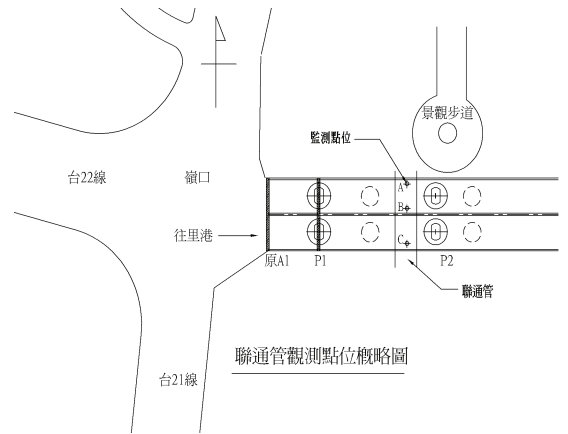 景觀步道
監測點位
台22線
嶺口
A
B
往里港
C
原A1
P1
P2
聯通管
聯通管觀測點位概略圖
台21線